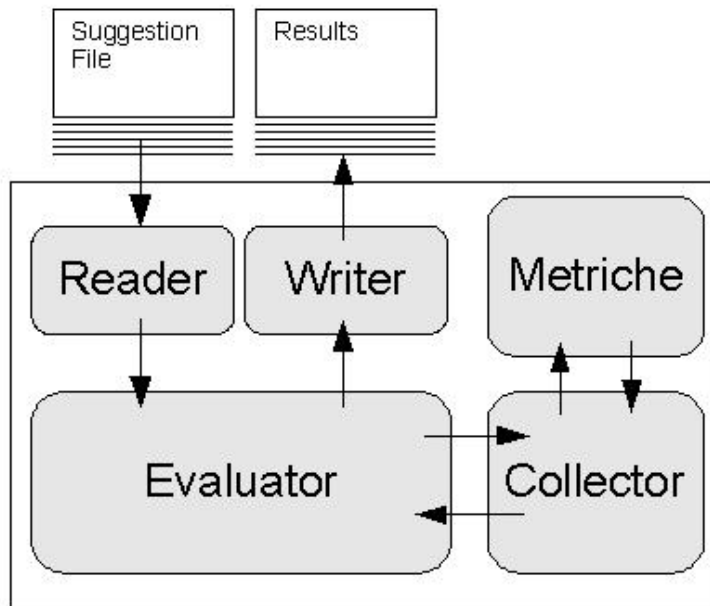 Suggestion
File
Results
Reader
Writer
Metriche
Evaluator
Collector